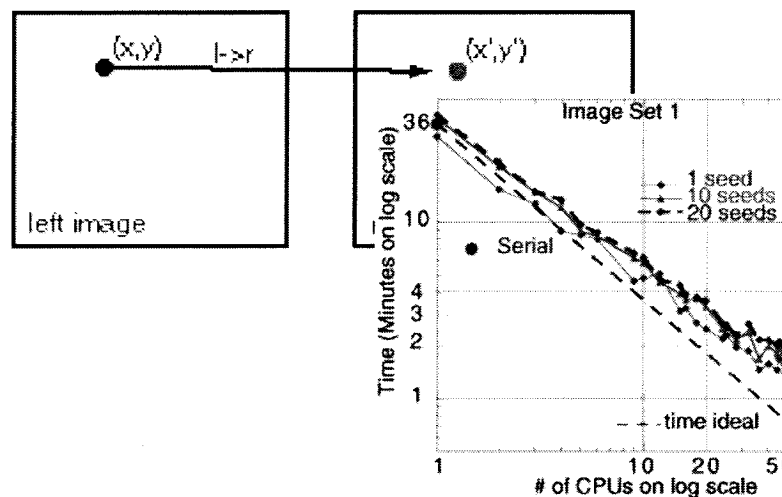 (x,y)
l->r
(x',y')
left image
Image Set 1
1 seed
10 seeds
20 seeds
Serial
time ideal
Time (Minutes on log scale)
36
10
4
3
2
1
1
10
20
5
# of CPUs on log scale